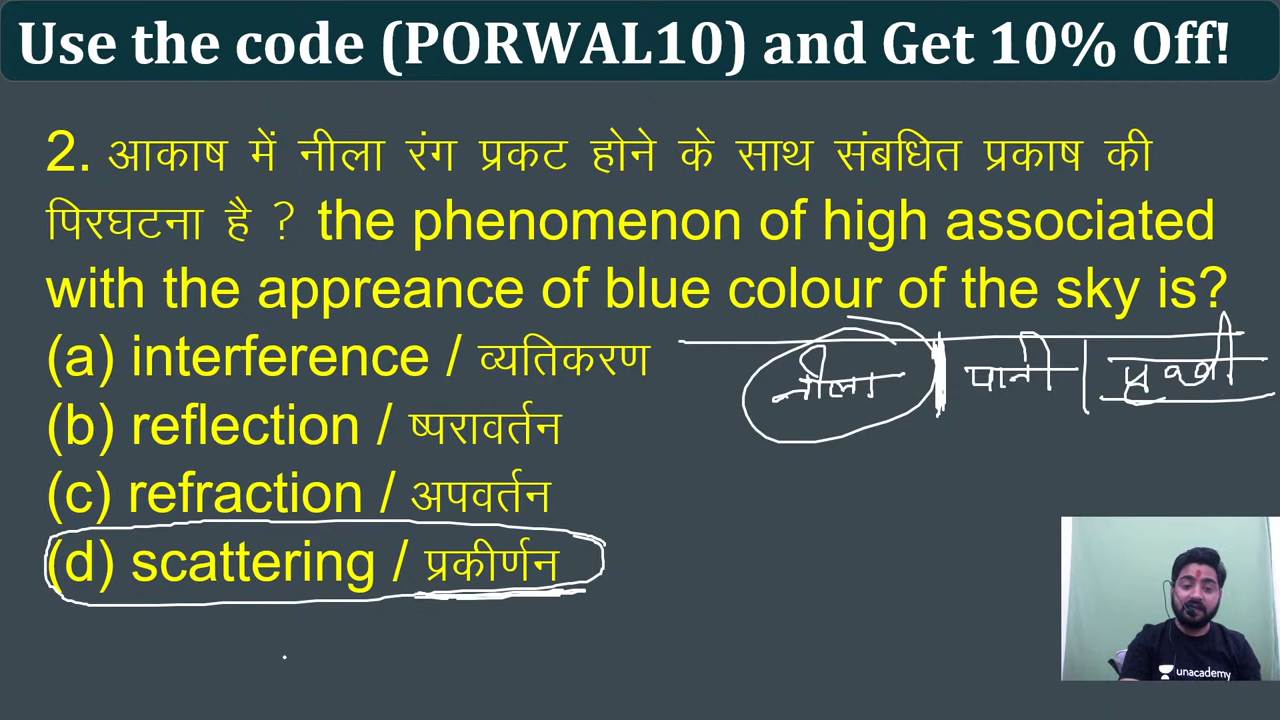 Use the code (PORWAL10) and Get 10% Off!
2. आकाष में नीला रंग प्रकट होने के साथ संबधित प्रकाष की
पिरघटना है ? the phenomenon of high associated
with the appreance of blue colour of the sky is?
(a) interference / व्यतिकरण
(b) reflection / ष्परावर्तन
(c) refraction / अपवर्तन
(d) scattering / प्रकीर्णन
नीला | पानी | पृथ्वी
unacademy